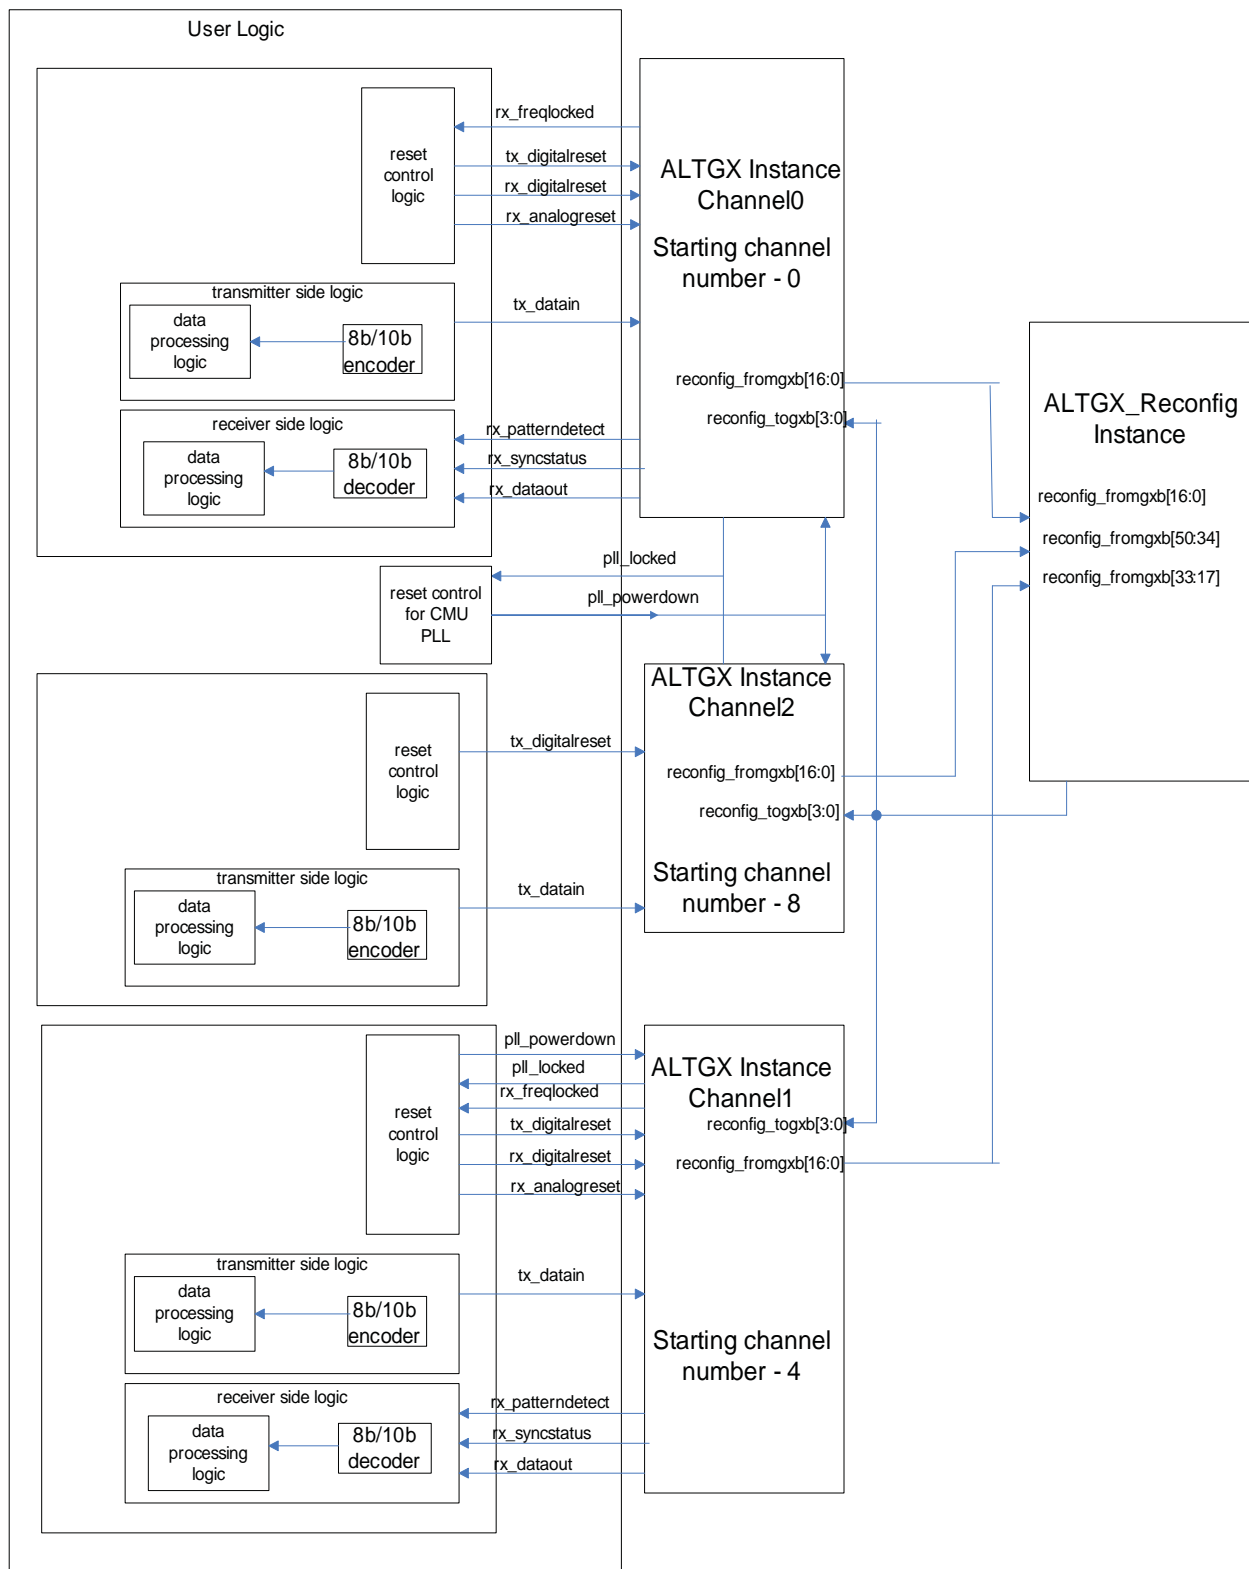 User Logic
reset
control
logic
rx_freqlocked
tx_digitalreset
rx_digitalreset
rx_analogreset
ALTGX Instance
Channel0
Starting channel
number - 0
transmitter side logic
data
processing
logic
8b/10b
encoder
tx_datain
reconfig_fromgxb[16:0]
reconfig_togxb[3:0]
receiver side logic
data
processing
logic
8b/10b
decoder
rx_patterndetect
rx_syncstatus
rx_dataout
ALTGX_Reconfig
Instance
reconfig_fromgxb[16:0]
reconfig_fromgxb[50:34]
reconfig_fromgxb[33:17]
reset control
for CMU
PLL
pll_locked
pll_powerdown
ALTGX Instance
Channel2
reset
control
logic
tx_digitalreset
reconfig_fromgxb[16:0]
reconfig_togxb[3:0]
Starting channel
number - 8
transmitter side logic
data
processing
logic
8b/10b
encoder
tx_datain
reset
control
logic
pll_powerdown
pll_locked
rx_freqlocked
tx_digitalreset
rx_digitalreset
rx_analogreset
ALTGX Instance
Channel1
reconfig_togxb[3:0]
reconfig_fromgxb[16:0]
transmitter side logic
data
processing
logic
8b/10b
encoder
tx_datain
Starting channel
number - 4
receiver side logic
data
processing
logic
8b/10b
decoder
rx_patterndetect
rx_syncstatus
rx_dataout